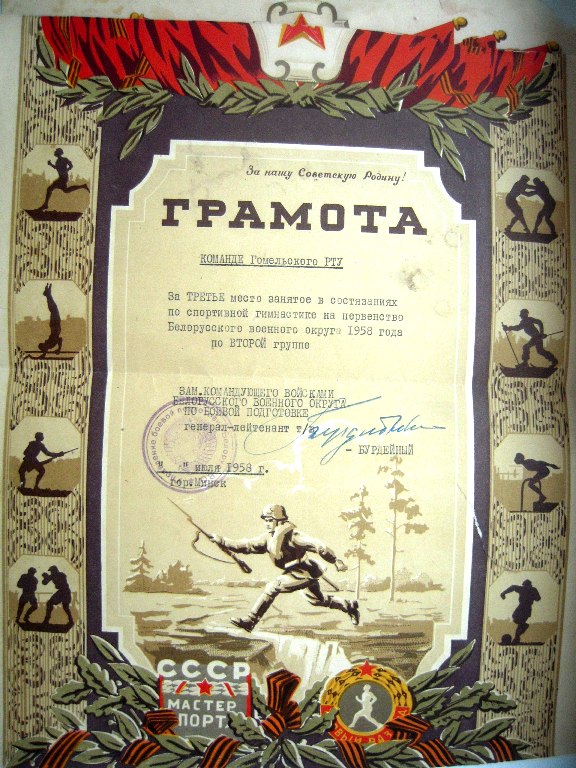 За нашу Советскую Родину!
ГРАМОТА
КОМАНДЕ Гомельского РТУ
За ТРЕТЬЕ место занятое в состязаниях
по спортивной гимнастике на первенство
Белорусского военного округа 1958 года
по ВТОРОЙ группе
ЗАМ.КОМАНДУЮЩЕГО ВОЙСКАМИ
БЕЛОРУССКОГО ВОЕННОГО ОКРУГА
ПО БОЕВОЙ ПОДГОТОВКЕ
генерал-лейтенант т/в
- БУРДЕЙНЫЙ
" " июля 1958 г.
гор.Минск
СССР
МАСТЕР
ПОРТ